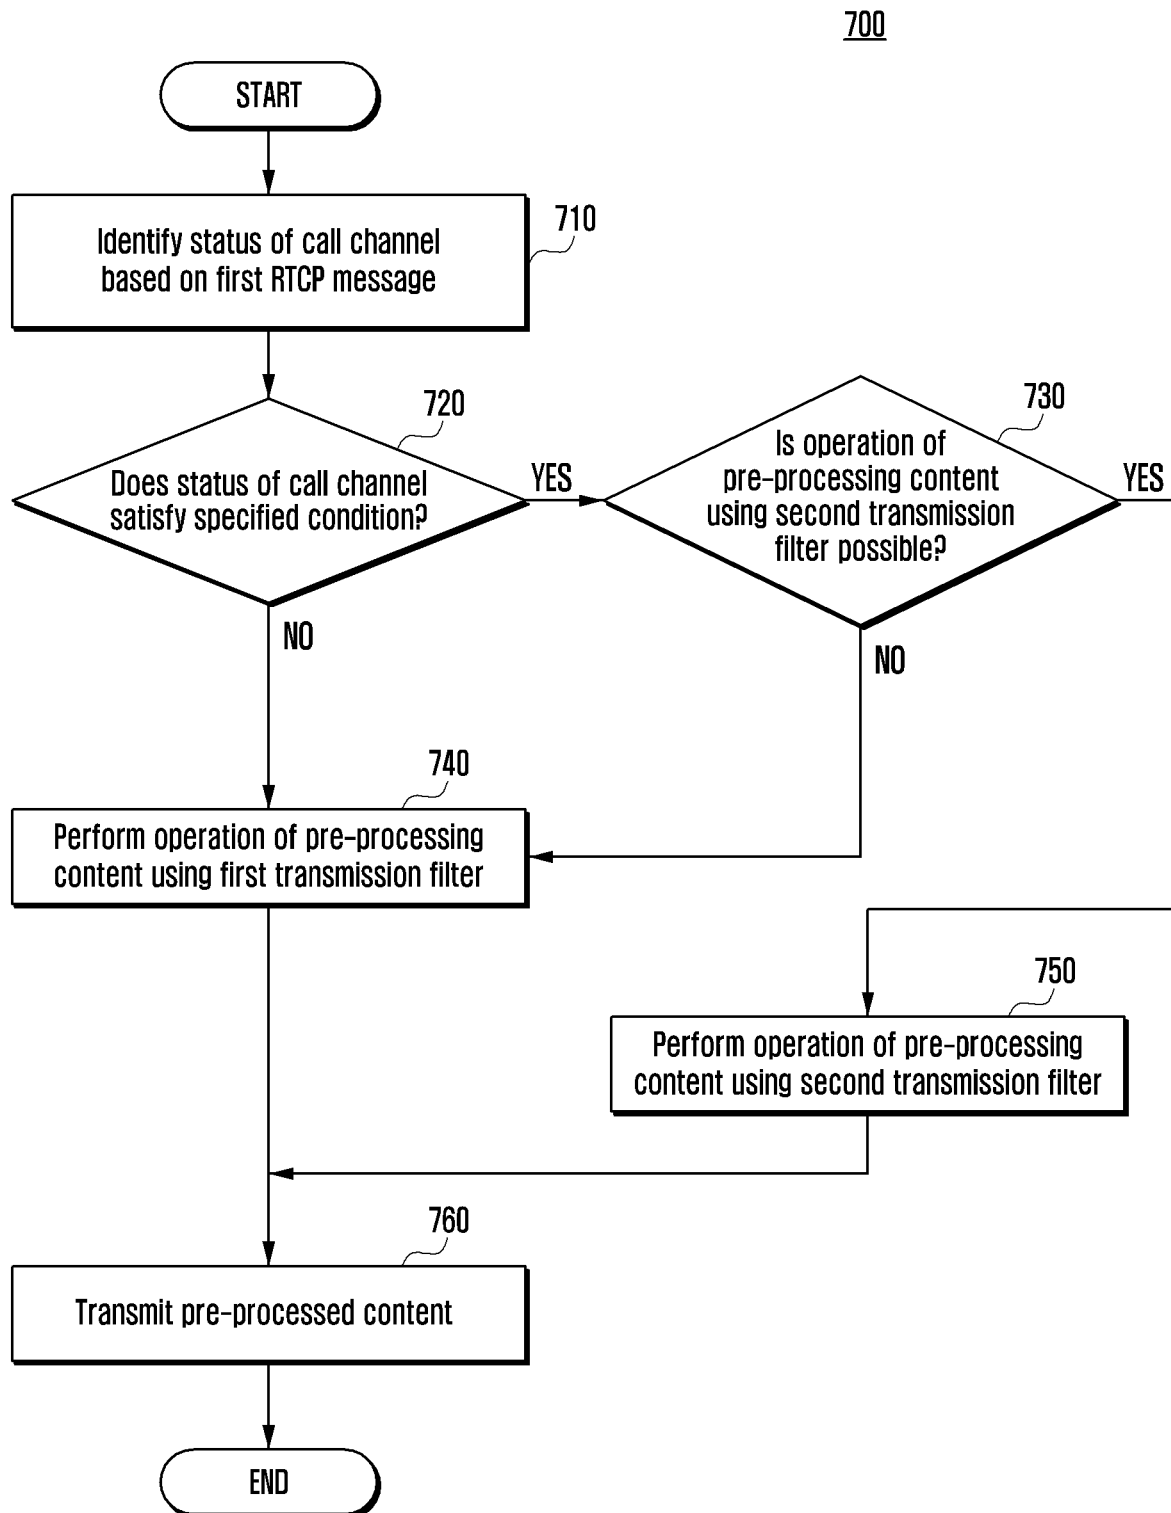 700
START
710
Identify status of call channel
based on first RTCP message
720
Does status of call channel
satisfy specified condition?
YES
730
Is operation of
pre-processing content
using second transmission
filter possible?
YES
NO
NO
740
Perform operation of pre-processing
content using first transmission filter
750
Perform operation of pre-processing
content using second transmission filter
760
Transmit pre-processed content
END